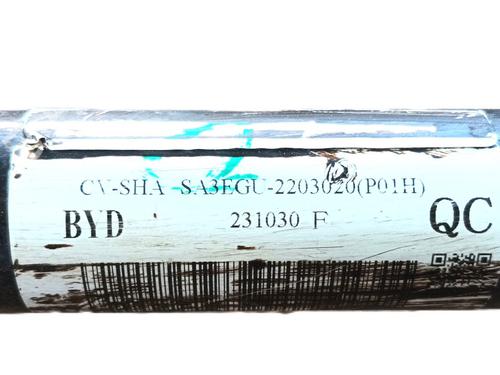 CV-SHA SA3EGU-2203020(P01H)
BYD 231030 F QC